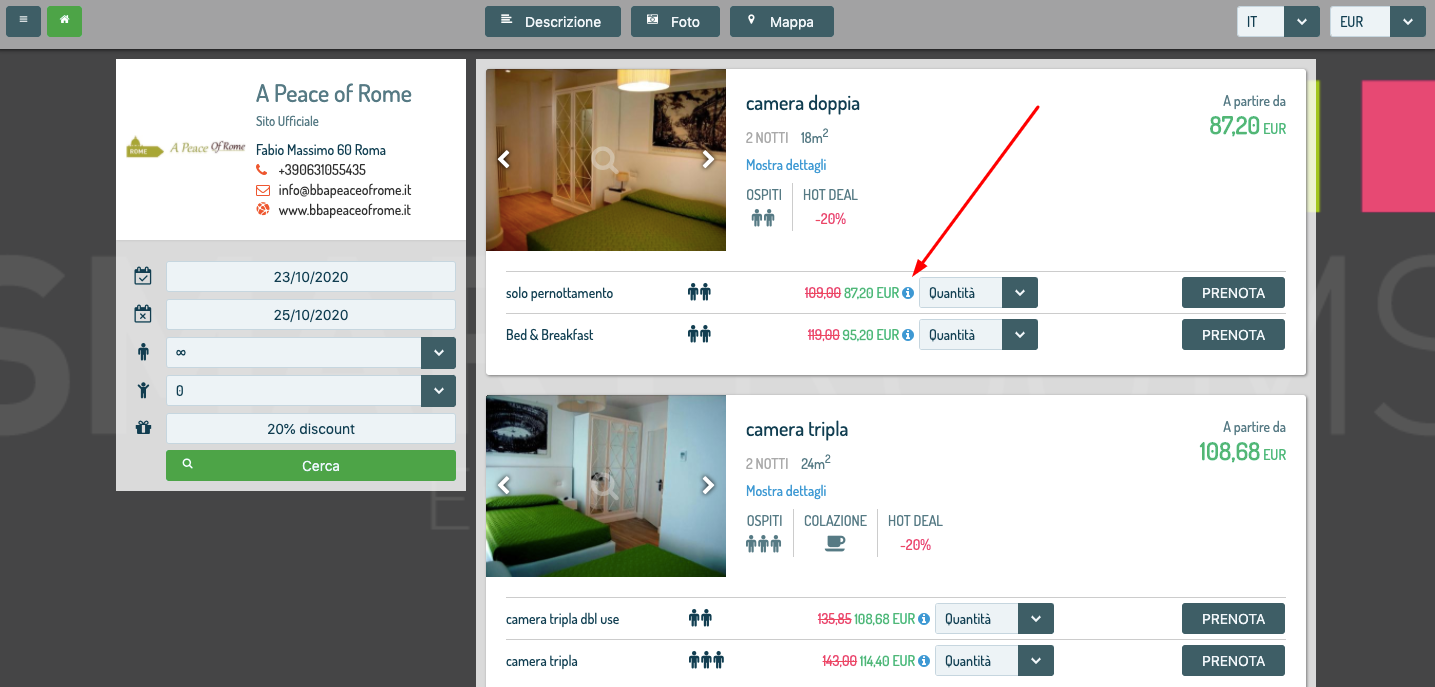 Descrizione
Foto
Mappa
IT
EUR
A Peace of Rome
Sito Ufficiale
ROME A Peace Of Rome
Fabio Massimo 60 Roma
+390631055435
info@bbapeaceofrome.it
www.bbapeaceofrome.it
23/10/2020
25/10/2020
∞
0
20% discount
Cerca
camera doppia
A partire da
87,20 EUR
2 NOTTI 18m²
Mostra dettagli
OSPITI HOT DEAL
-20%
solo pernottamento 109,00 87,20 EUR Quantità PRENOTA
Bed & Breakfast 119,00 95,20 EUR Quantità PRENOTA
camera tripla
A partire da
108,68 EUR
2 NOTTI 24m²
Mostra dettagli
OSPITI COLAZIONE HOT DEAL
-20%
camera tripla dbl use 135,85 108,68 EUR Quantità PRENOTA
camera tripla 143,00 114,40 EUR Quantità PRENOTA